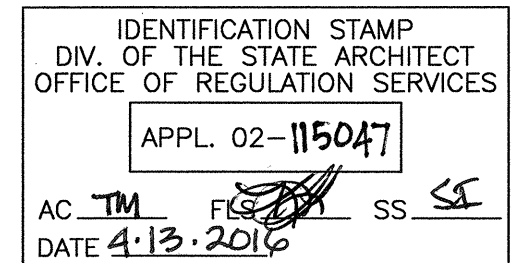 IDENTIFICATION STAMP
DIV. OF THE STATE ARCHITECT
OFFICE OF REGULATION SERVICES
APPL. 02-115047
AC TM FLS SS SI
DATE 4.13.2016